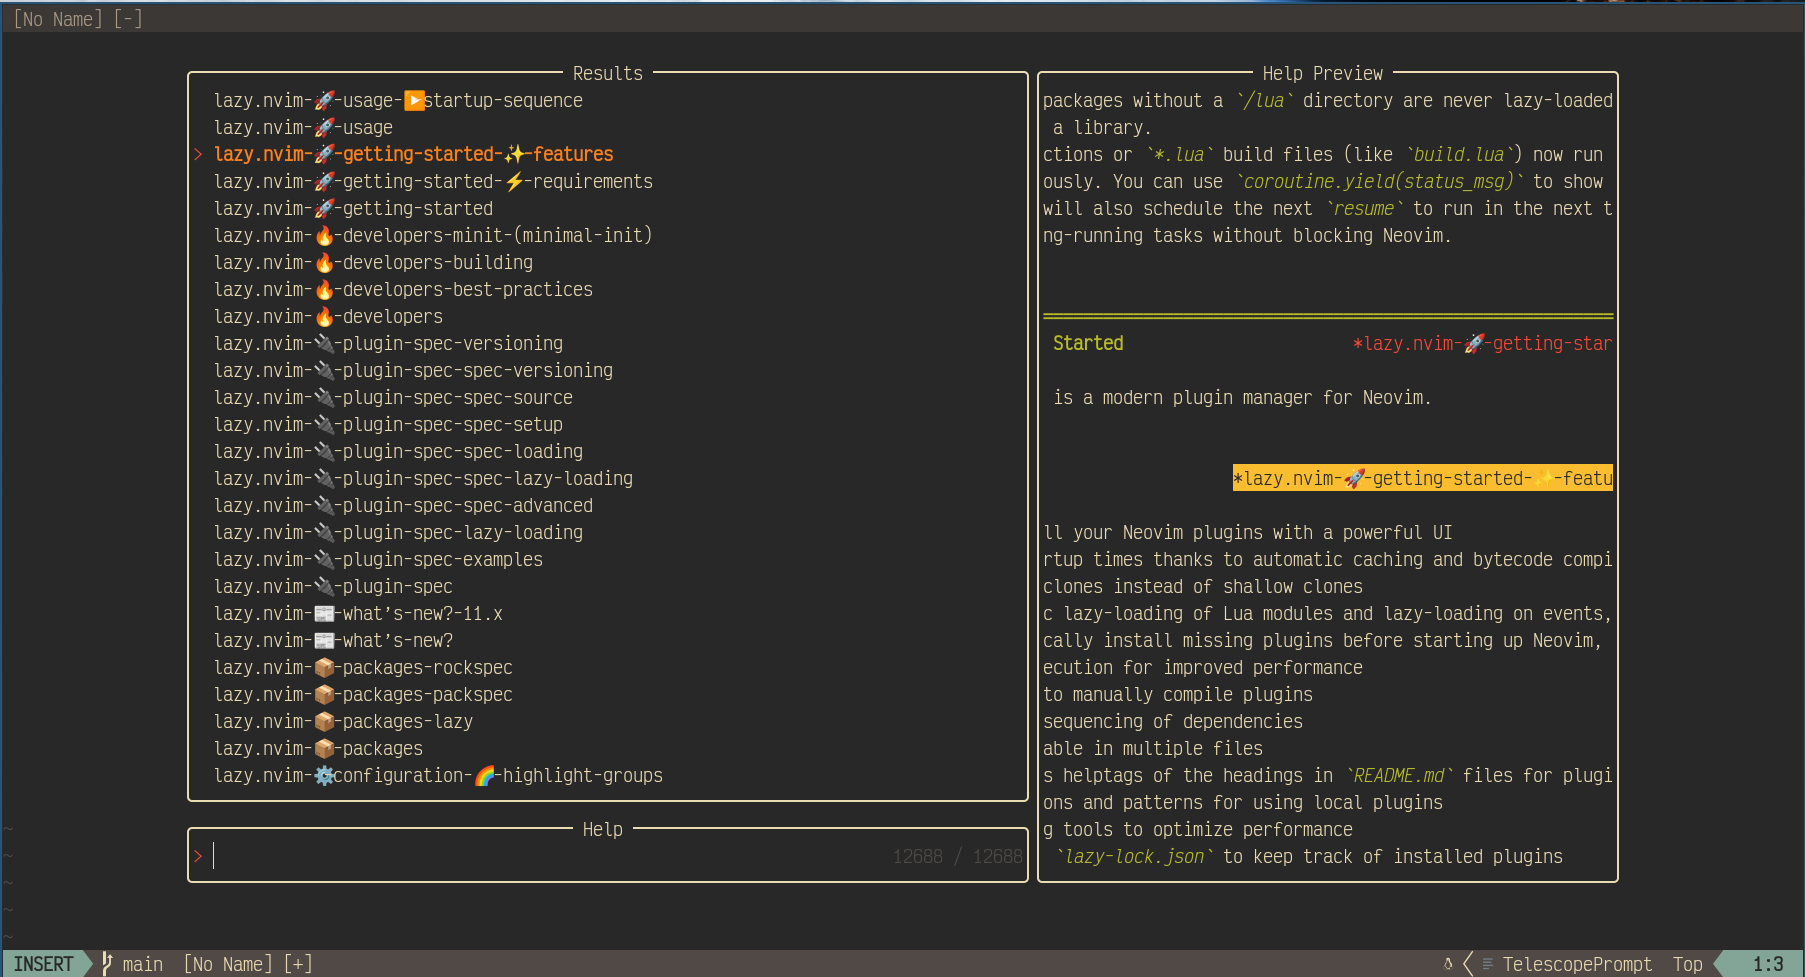 [No Name] [-]
Results
lazy.nvim-🚀-usage-▶️startup-sequence
lazy.nvim-🚀-usage
> lazy.nvim-🚀-getting-started-✨-features
lazy.nvim-🚀-getting-started-⚡-requirements
lazy.nvim-🚀-getting-started
lazy.nvim-🔥-developers-minit-(minimal-init)
lazy.nvim-🔥-developers-building
lazy.nvim-🔥-developers-best-practices
lazy.nvim-🔥-developers
lazy.nvim-🔌-plugin-spec-versioning
lazy.nvim-🔌-plugin-spec-spec-versioning
lazy.nvim-🔌-plugin-spec-spec-source
lazy.nvim-🔌-plugin-spec-spec-setup
lazy.nvim-🔌-plugin-spec-spec-loading
lazy.nvim-🔌-plugin-spec-spec-lazy-loading
lazy.nvim-🔌-plugin-spec-spec-advanced
lazy.nvim-🔌-plugin-spec-lazy-loading
lazy.nvim-🔌-plugin-spec-examples
lazy.nvim-🔌-plugin-spec
lazy.nvim-📰-what's-new?-11.x
lazy.nvim-📰-what's-new?
lazy.nvim-📦-packages-rockspec
lazy.nvim-📦-packages-packspec
lazy.nvim-📦-packages-lazy
lazy.nvim-📦-packages
lazy.nvim-⚙️configuration-🌈-highlight-groups
Help
> 12688 / 12688
Help Preview
packages without a `/lua` directory are never lazy-loaded
a library.
ctions or `*.lua` build files (like `build.lua`) now run
ously. You can use `coroutine.yield(status_msg)` to show
will also schedule the next `resume` to run in the next t
ng-running tasks without blocking Neovim.
Started *lazy.nvim-🚀-getting-star
is a modern plugin manager for Neovim.
*lazy.nvim-🚀-getting-started-✨-featu
ll your Neovim plugins with a powerful UI
rtup times thanks to automatic caching and bytecode compi
clones instead of shallow clones
c lazy-loading of Lua modules and lazy-loading on events,
cally install missing plugins before starting up Neovim,
ecution for improved performance
to manually compile plugins
sequencing of dependencies
able in multiple files
s helptags of the headings in `README.md` files for plugi
ons and patterns for using local plugins
g tools to optimize performance
`lazy-lock.json` to keep track of installed plugins
~
~
~
~
~
INSERT main [No Name] [+] TelescopePrompt Top 1:3